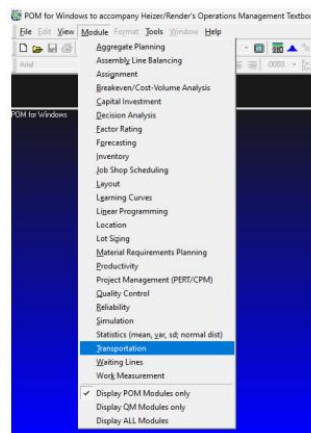 POM for Windows to accompany Heizer/Render's Operations Management Textboo
File Edit View Module Format Tools Window Help
Arial
0000
POM for Windows
Aggregate Planning
Assembly Line Balancing
Assignment
Breakeven/Cost-Volume Analysis
Capital Investment
Decision Analysis
Factor Rating
Forecasting
Inventory
Job Shop Scheduling
Layout
Learning Curves
Linear Programming
Location
Lot Sizing
Material Requirements Planning
Productivity
Project Management (PERT/CPM)
Quality Control
Reliability
Simulation
Statistics (mean, var, sd; normal dist)
Transportation
Waiting Lines
Work Measurement
Display POM Modules only
Display QM Modules only
Display ALL Modules